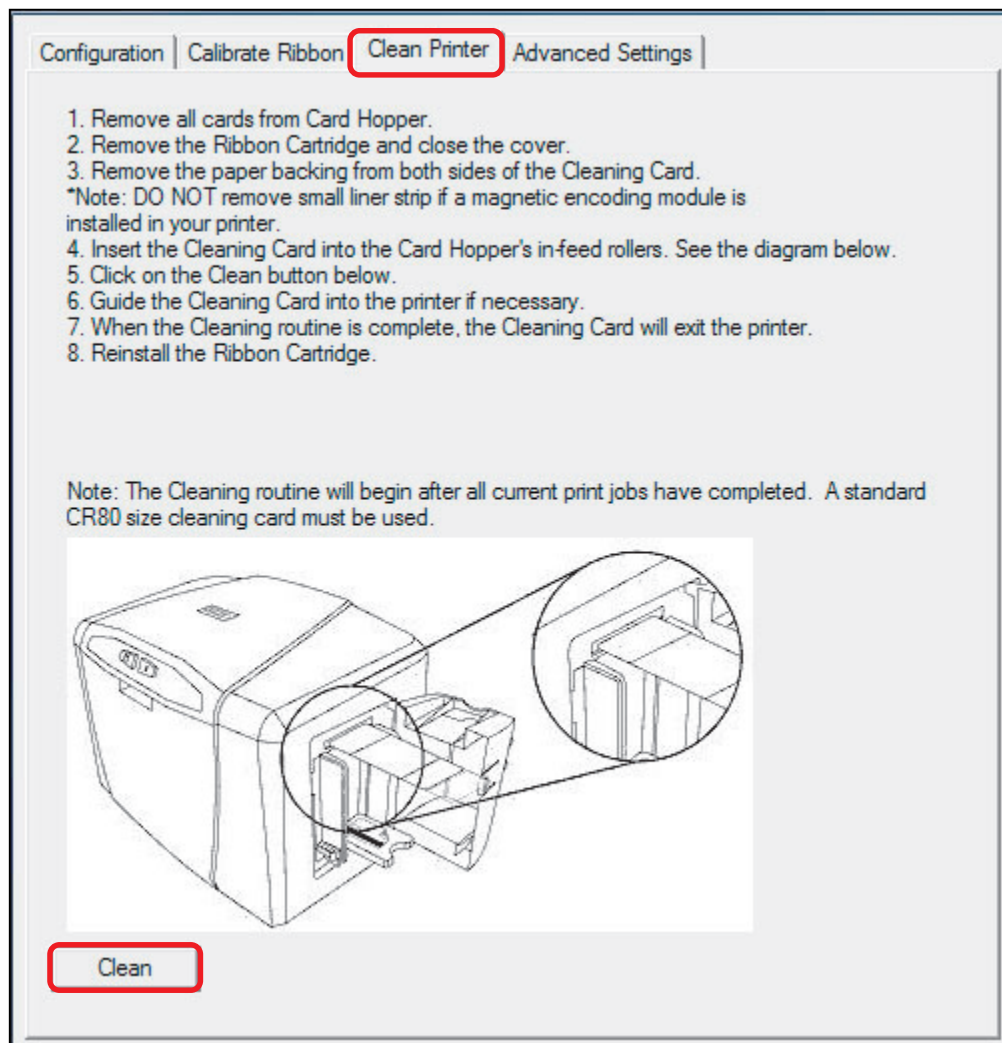 Configuration Calibrate Ribbon Clean Printer Advanced Settings
1. Remove all cards from Card Hopper.
2. Remove the Ribbon Cartridge and close the cover.
3. Remove the paper backing from both sides of the Cleaning Card.
*Note: DO NOT remove small liner strip if a magnetic encoding module is
installed in your printer.
4. Insert the Cleaning Card into the Card Hopper's in-feed rollers. See the diagram below.
5. Click on the Clean button below.
6. Guide the Cleaning Card into the printer if necessary.
7. When the Cleaning routine is complete, the Cleaning Card will exit the printer.
8. Reinstall the Ribbon Cartridge.
Note: The Cleaning routine will begin after all current print jobs have completed. A standard
CR80 size cleaning card must be used.
Clean